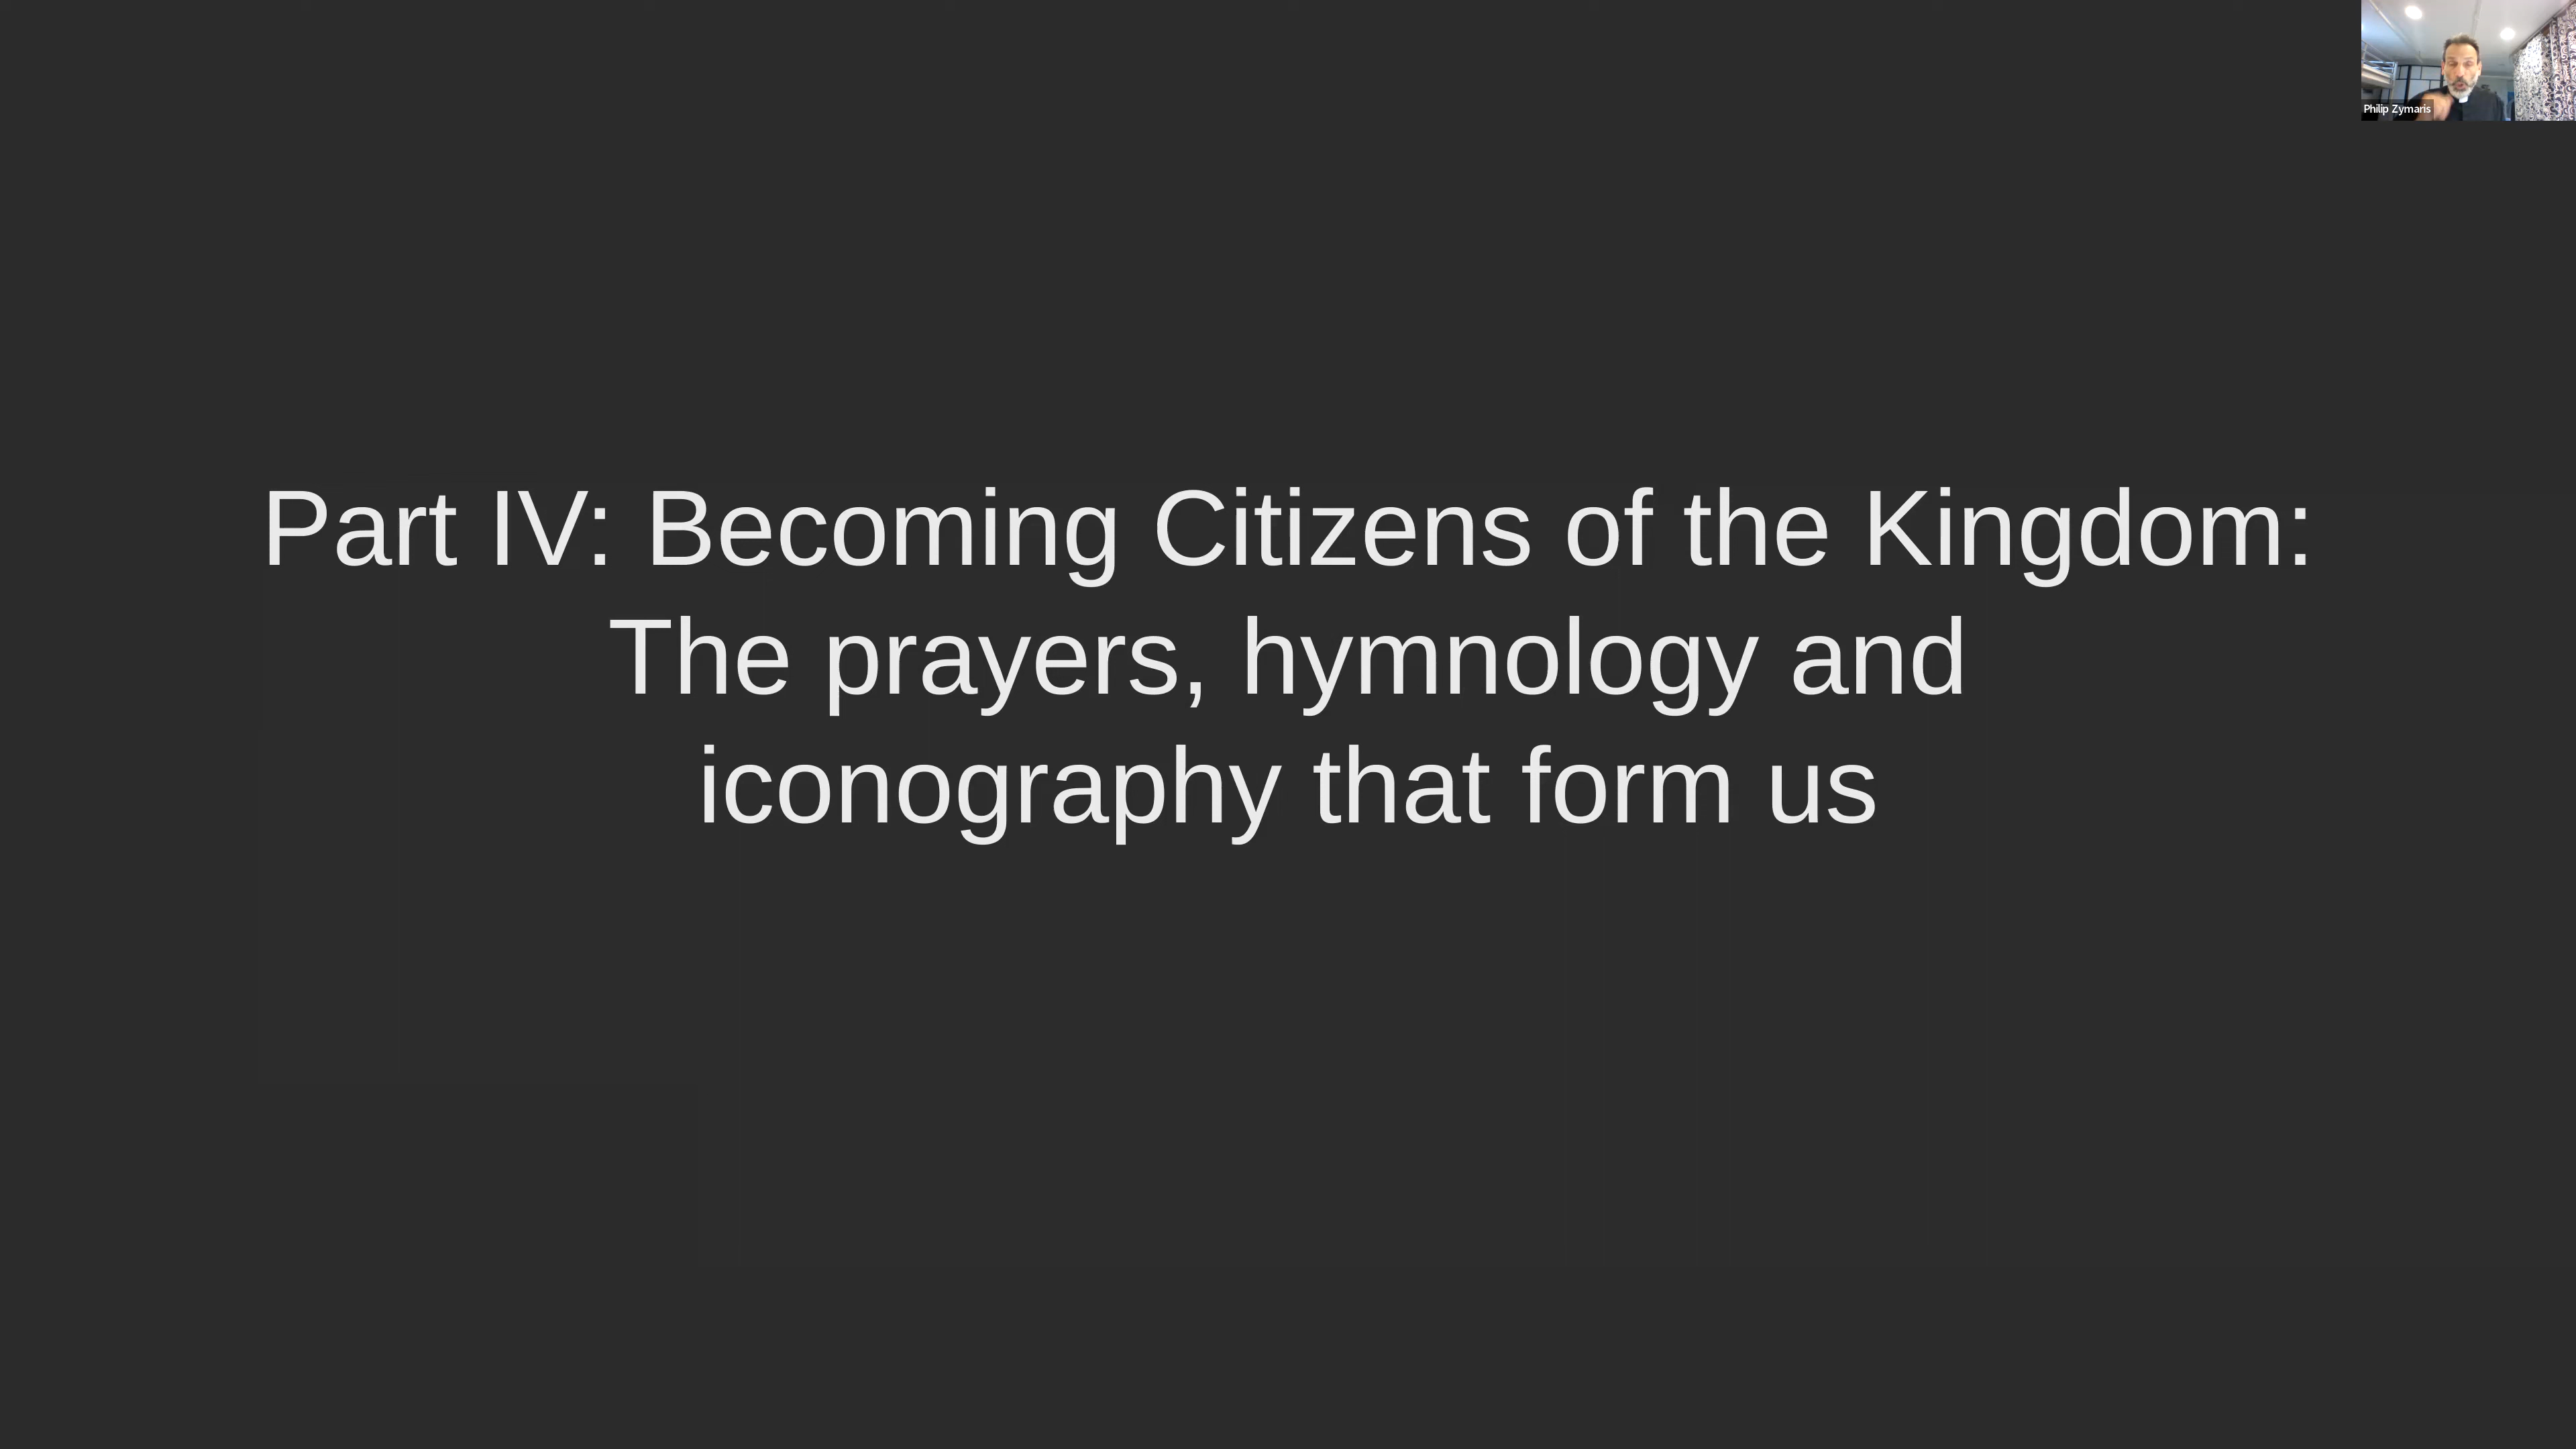 Philip Zymaris
Part IV: Becoming Citizens of the Kingdom:
The prayers, hymnology and
iconography that form us